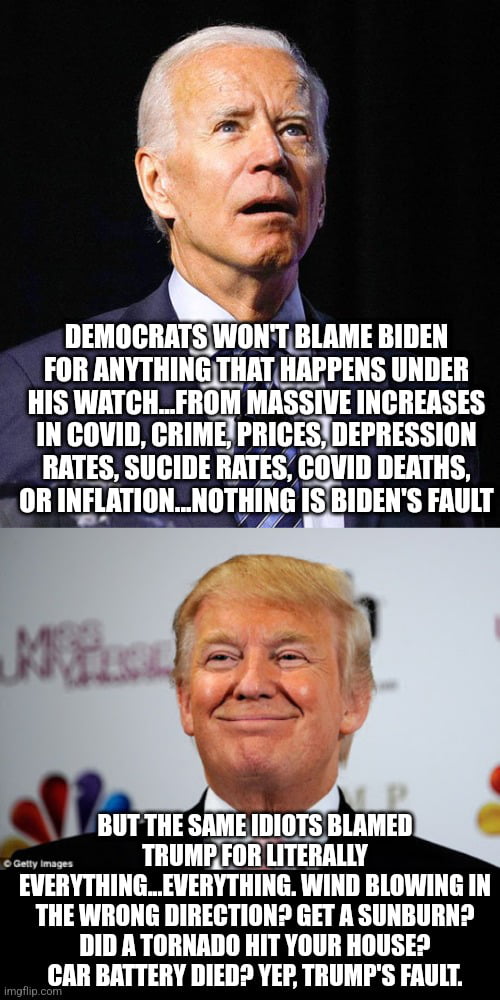 DEMOCRATS WON'T BLAME BIDEN
FOR ANYTHING THAT HAPPENS UNDER
HIS WATCH...FROM MASSIVE INCREASES
IN COVID, CRIME, PRICES, DEPRESSION
RATES, SUCIDE RATES, COVID DEATHS,
OR INFLATION...NOTHING IS BIDEN'S FAULT
MISS
UNIVERSE
BUT THE SAME IDIOTS BLAMED
TRUMP FOR LITERALLY
© Getty Images
EVERYTHING...EVERYTHING. WIND BLOWING IN
THE WRONG DIRECTION? GET A SUNBURN?
DID A TORNADO HIT YOUR HOUSE?
CAR BATTERY DIED? YEP, TRUMP'S FAULT.
imgflip.com